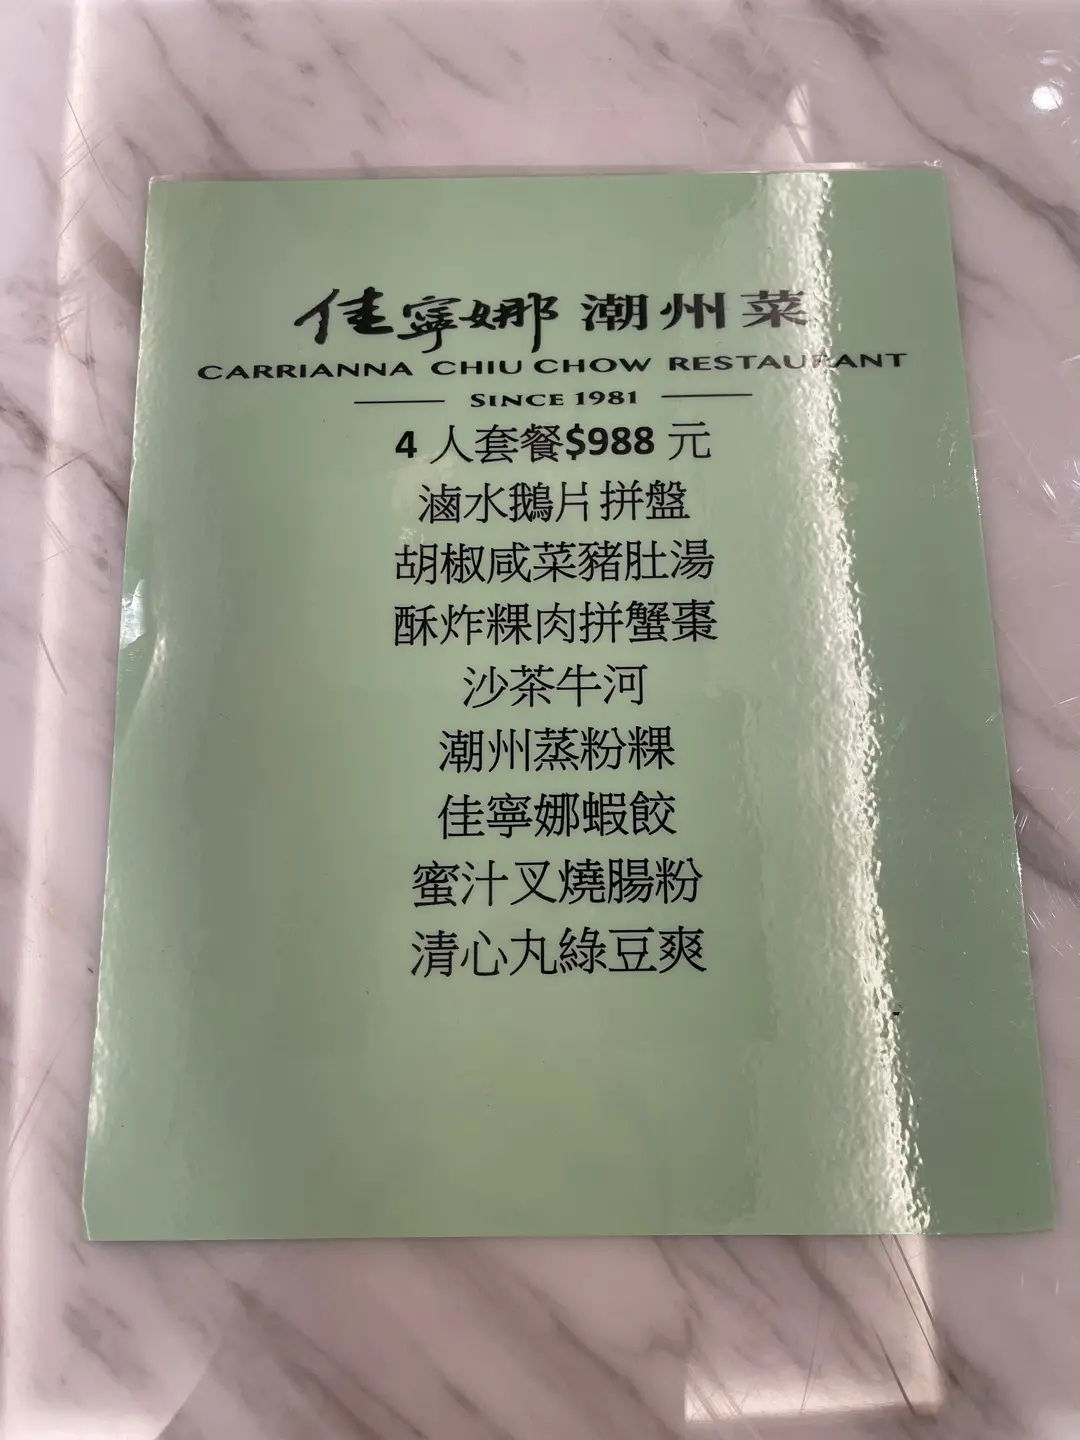 佳寧娜 潮州菜
CARRIANNA CHIU CHOW RESTAURANT
SINCE 1981
4 人套餐$988 元
滷水鵝片拼盤
胡椒咸菜豬肚湯
酥炸粿肉拼蟹棗
沙茶牛河
潮州蒸粉粿
佳寧娜蝦餃
蜜汁叉燒腸粉
清心丸綠豆爽